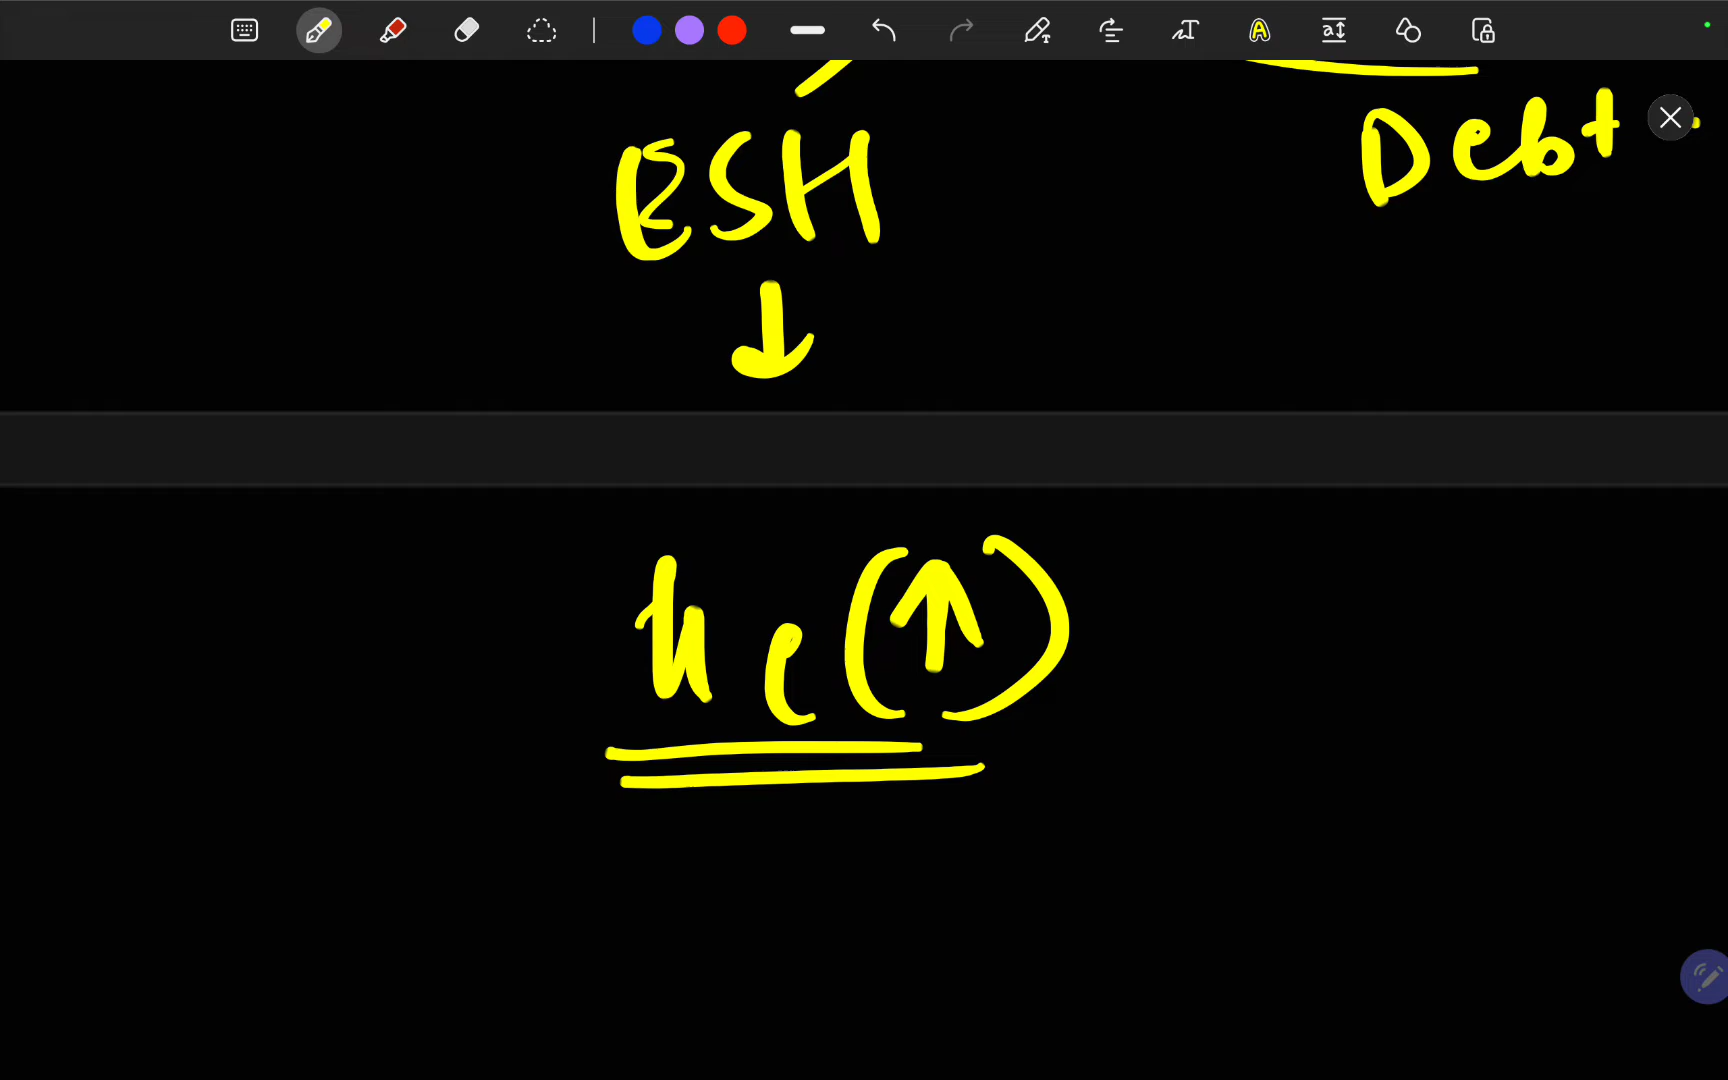 ESH Debt.
↓
Ke (↑)